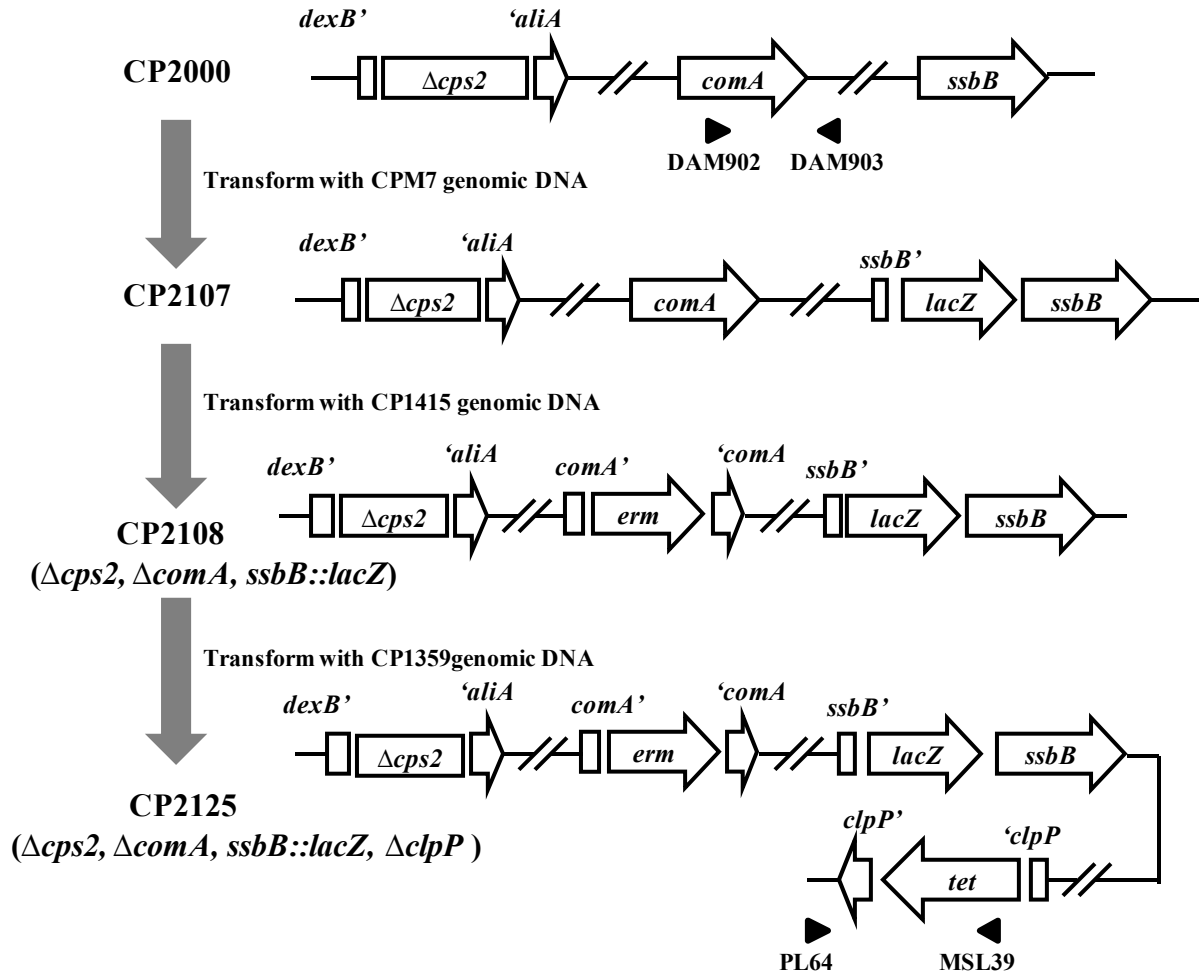 dexB’ ‘aliA
CP2000 Δcps2 comA ssbB
DAM902 DAM903
Transform with CPM7 genomic DNA
dexB’ ‘aliA ssbB’
CP2107 Δcps2 comA lacZ ssbB
Transform with CP1415 genomic DNA
dexB’ ‘aliA comA’ ‘comA ssbB’
Δcps2 erm lacZ ssbB
CP2108
(Δcps2, ΔcomA, ssbB::lacZ)
Transform with CP1359genomic DNA
dexB’ ‘aliA comA’ ‘comA ssbB’
Δcps2 erm lacZ ssbB
CP2125
(Δcps2, ΔcomA, ssbB::lacZ, ΔclpP )
clpP’ ‘clpP
tet
PL64 MSL39